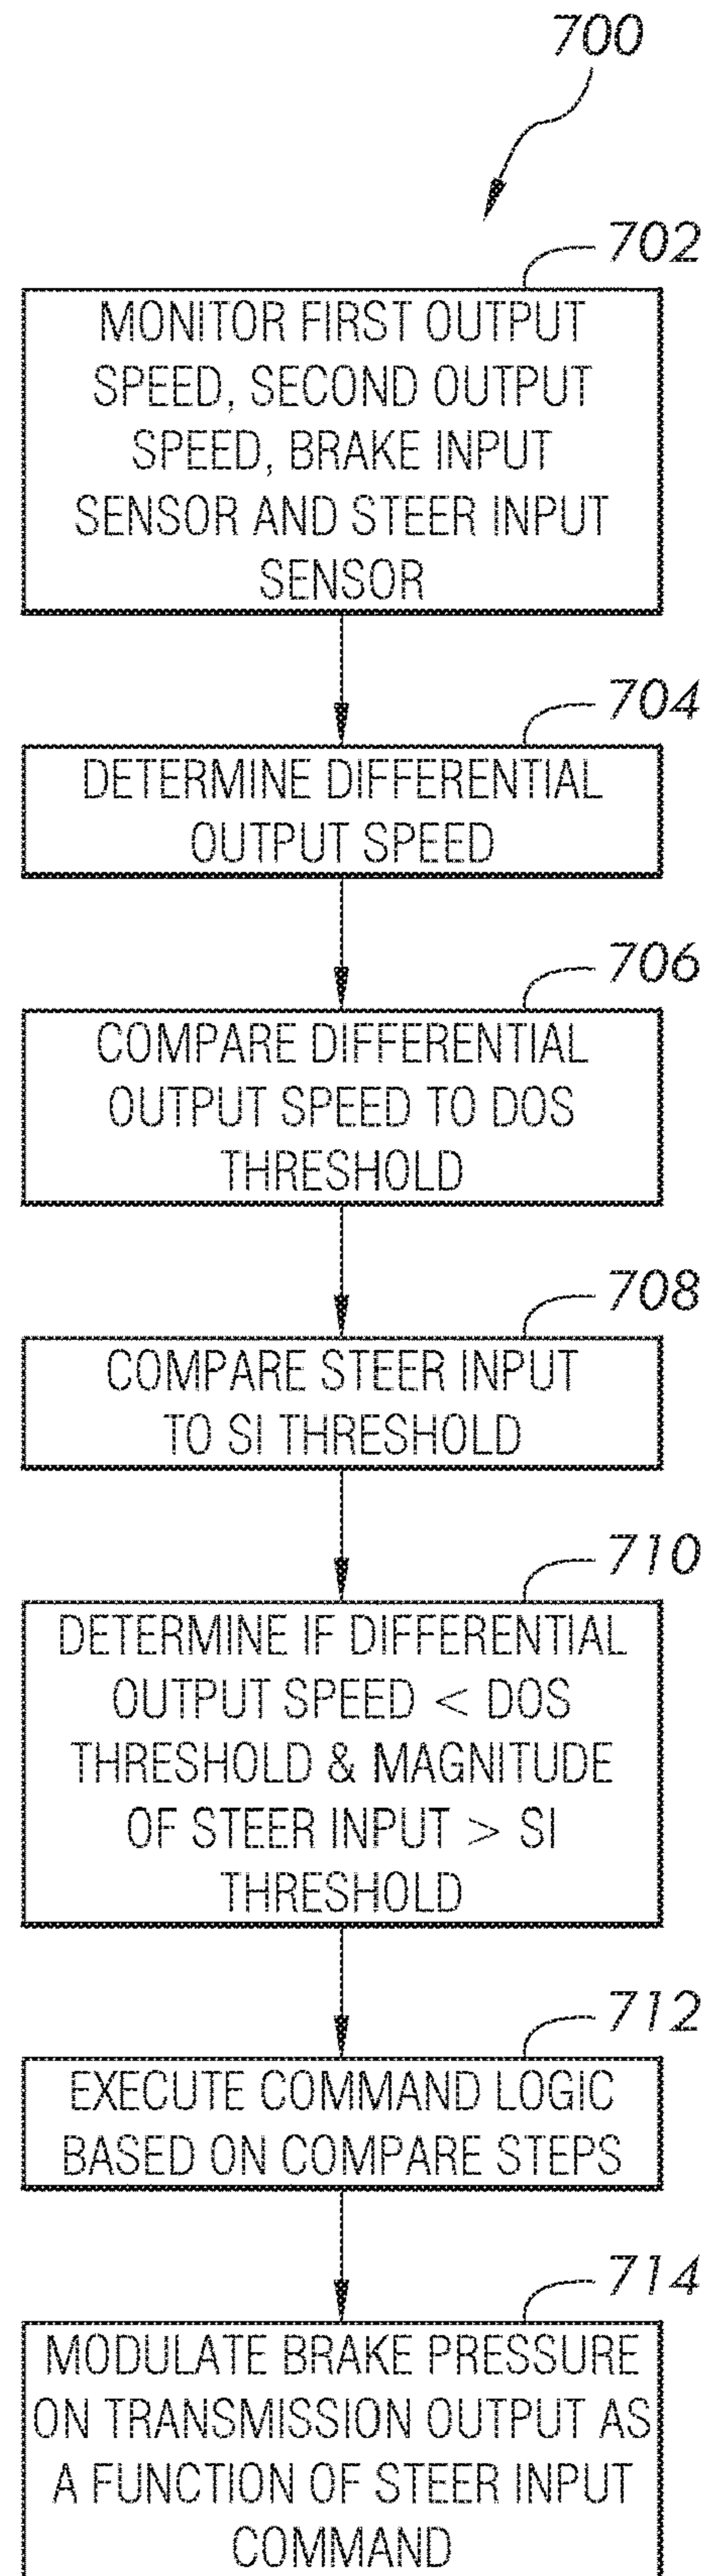 700
702
MONITOR FIRST OUTPUT
SPEED, SECOND OUTPUT
SPEED, BRAKE INPUT
SENSOR AND STEER INPUT
SENSOR
704
DETERMINE DIFFERENTIAL
OUTPUT SPEED
706
COMPARE DIFFERENTIAL
OUTPUT SPEED TO DOS
THRESHOLD
708
COMPARE STEER INPUT
TO SI THRESHOLD
710
DETERMINE IF DIFFERENTIAL
OUTPUT SPEED < DOS
THRESHOLD & MAGNITUDE
OF STEER INPUT > SI
THRESHOLD
712
EXECUTE COMMAND LOGIC
BASED ON COMPARE STEPS
714
MODULATE BRAKE PRESSURE
ON TRANSMISSION OUTPUT AS
A FUNCTION OF STEER INPUT
COMMAND